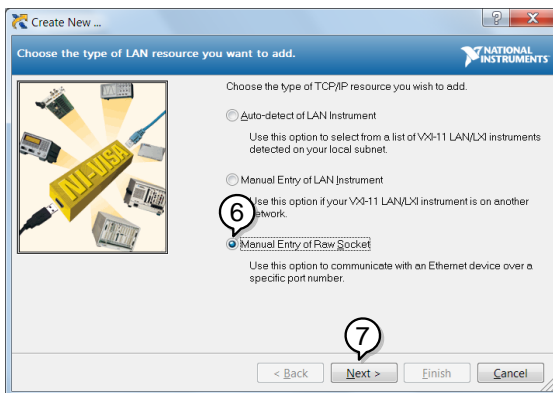 Create New ...
?
X
Choose the type of LAN resource you want to add.
NATIONAL
INSTRUMENTS
NI-VISA
Choose the type of TCP/IP resource you wish to add.
Auto-detect of LAN Instrument
Use this option to select from a list of VXI-11 LAN/LXI instruments
detected on your local subnet.
Manual Entry of LAN Instrument
Use this option if your VXI-11 LAN/LXI instrument is on another
network.
6
Manual Entry of Raw Socket
Use this option to communicate with an Ethernet device over a
specific port number.
7
< Back
Next >
Finish
Cancel